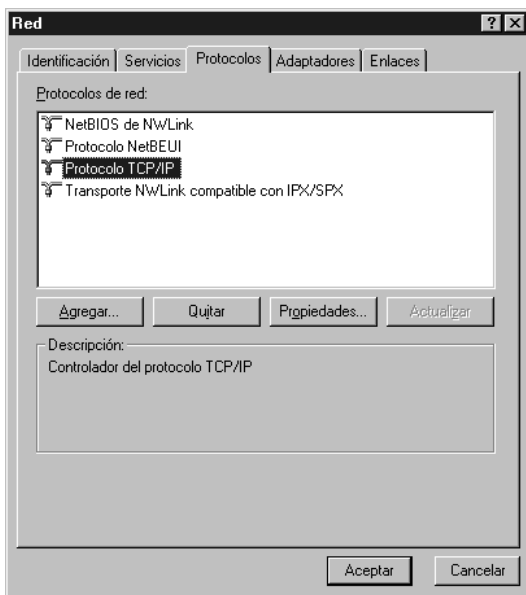 Red
Identificación Servicios Protocolos Adaptadores Enlaces
Protocolos de red:
NetBIOS de NWLink
Protocolo NetBEUI
Protocolo TCP/IP
Transporte NWLink compatible con IPX/SPX
Agregar... Quitar Propiedades... Actualizar
Descripción:
Controlador del protocolo TCP/IP
Aceptar Cancelar